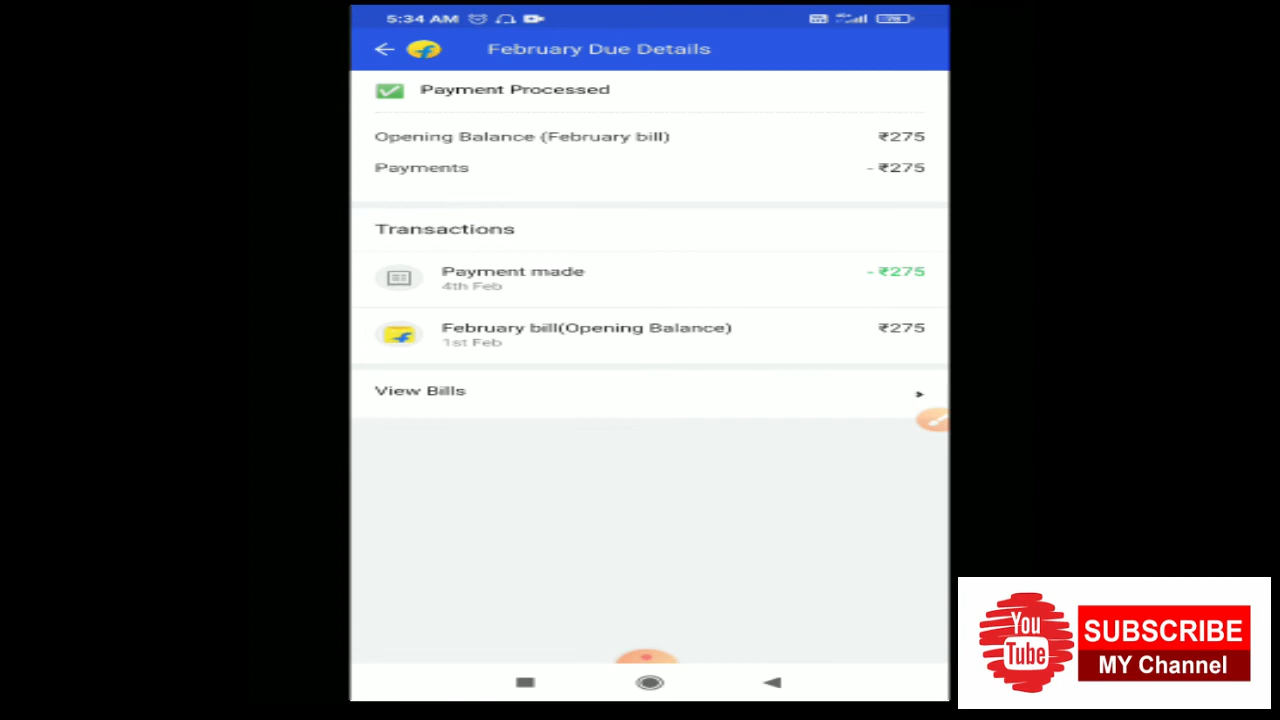 5:34 AM
February Due Details
Payment Processed
Opening Balance (February bill) ₹275
Payments - ₹275
Transactions
Payment made - ₹275
4th Feb
February bill(Opening Balance) ₹275
1st Feb
View Bills
You
Tube
SUBSCRIBE
MY Channel